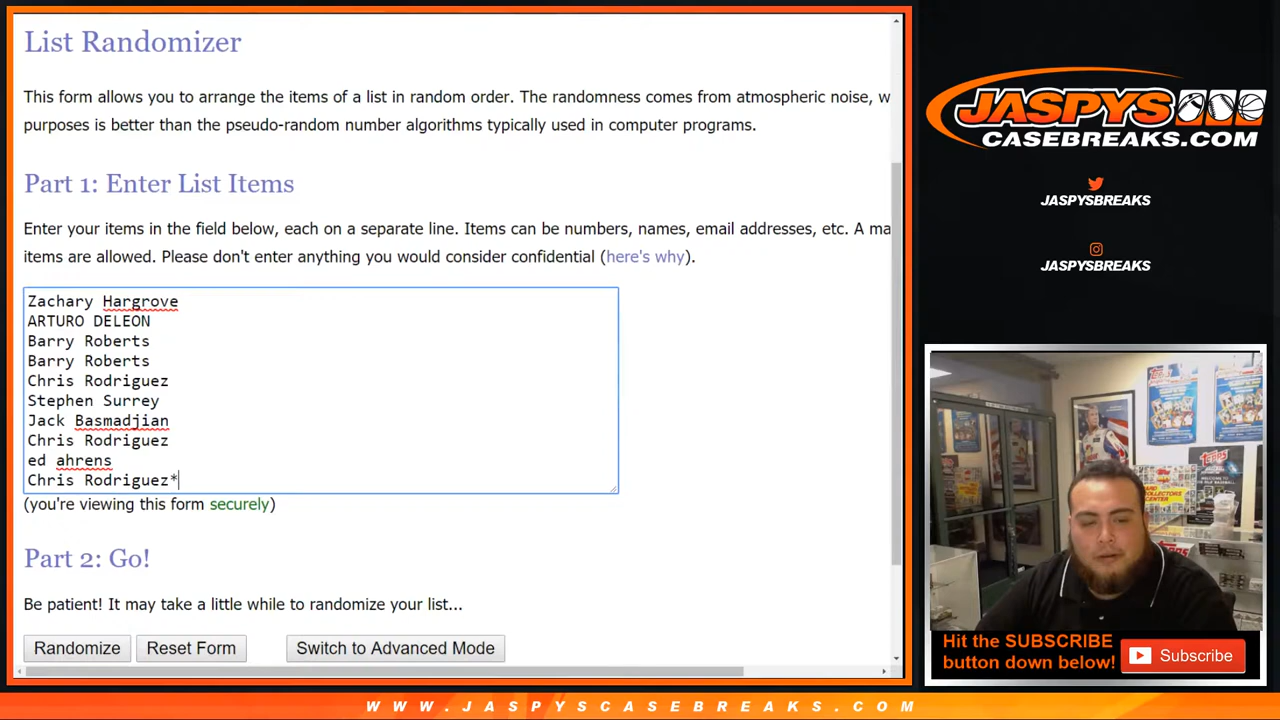 List Randomizer
This form allows you to arrange the items of a list in random order. The randomness comes from atmospheric noise, w
purposes is better than the pseudo-random number algorithms typically used in computer programs.
Part 1: Enter List Items
Enter your items in the field below, each on a separate line. Items can be numbers, names, email addresses, etc. A ma
items are allowed. Please don't enter anything you would consider confidential (here's why).
Zachary Hargrove
ARTURO DELEON
Barry Roberts
Barry Roberts
Chris Rodriguez
Stephen Surrey
Jack Basmadjian
Chris Rodriguez
ed ahrens
Chris Rodriguez*
(you're viewing this form securely)
Part 2: Go!
Be patient! It may take a little while to randomize your list...
Randomize
Reset Form
Switch to Advanced Mode
JASPYS
CASEBREAKS.COM
JASPYSBREAKS
JASPYSBREAKS
Topps
Hit the SUBSCRIBE
button down below!
Subscribe
WWW.JASPYSCASEBREAKS.COM